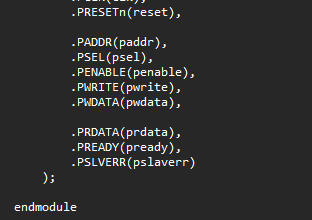 .PRESETn(reset),
.PADDR(paddr),
.PSEL(psel),
.PENABLE(penable),
.PWRITE(pwrite),
.PWDATA(pwdata),
.PRDATA(prdata),
.PREADY(pready),
.PSLVERR(pslaverr)
);
endmodule